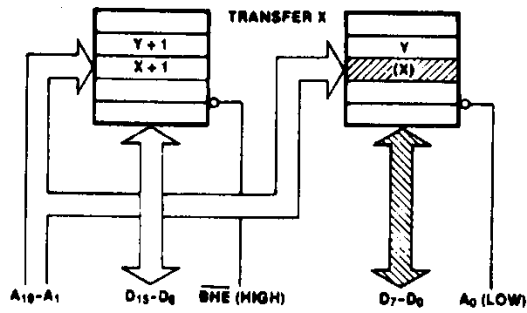 TRANSFER X
Y + 1
X + 1
Y
(X)
A19-A1
D15-D8
BHE (HIGH)
D7-D0
A0 (LOW)